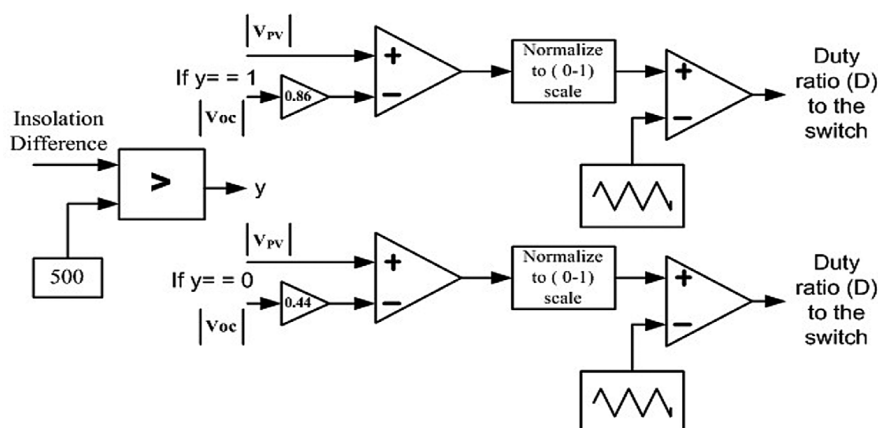 |VPV|
If y= = 1
|Voc|
0.86
+
−
Normalize
to ( 0-1)
scale
+
−
Duty
ratio (D)
to the
switch
Insolation
Difference
>
y
500
|VPV|
If y= = 0
|Voc|
0.44
+
−
Normalize
to ( 0-1)
scale
+
−
Duty
ratio (D)
to the
switch